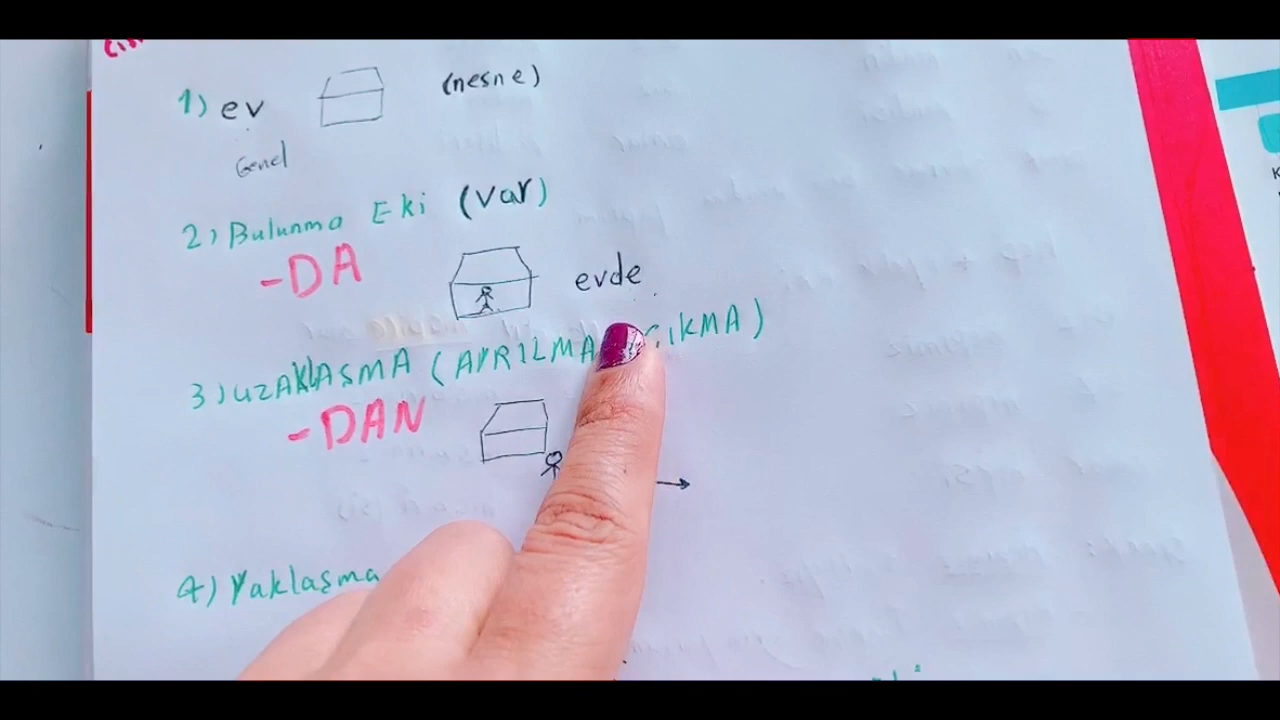 1) ev (nesne)
Genel
2) Bulunma Eki (var)
-DA
evde
3) UZAKLAŞMA (AYRILMA ÇIKMA)
-DAN
4) Yaklaşma